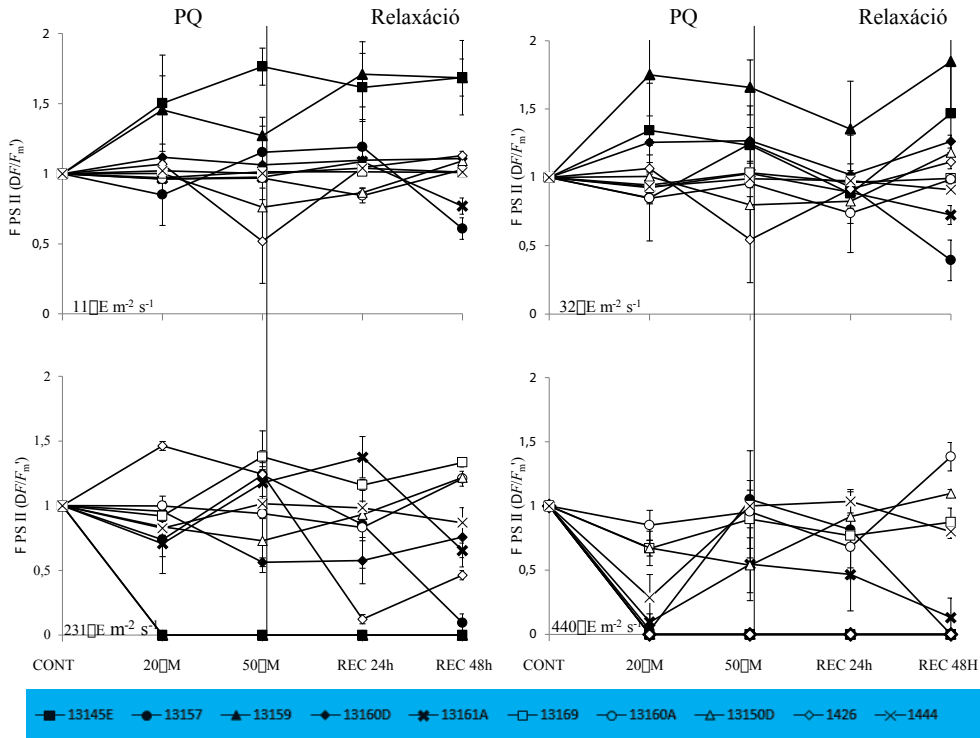 PQ Relaxáció PQ Relaxáció
2
1,5
1
0,5
0
F PS II (DF/Fm')
11▯E m-2 s-1
2
1,5
1
0,5
0
F PS II (DF/Fm')
32▯E m-2 s-1
2
1,5
1
0,5
0
F PS II (DF/Fm')
231▯E m-2 s-1
CONT 20▯M 50▯M REC 24h REC 48h
2
1,5
1
0,5
0
F PS II (DF/Fm')
440▯E m-2 s-1
CONT 20▯M 50▯M REC 24h REC 48H
13145E 13157 13159 13160D 13161A 13169 13160A 13150D 1426 1444